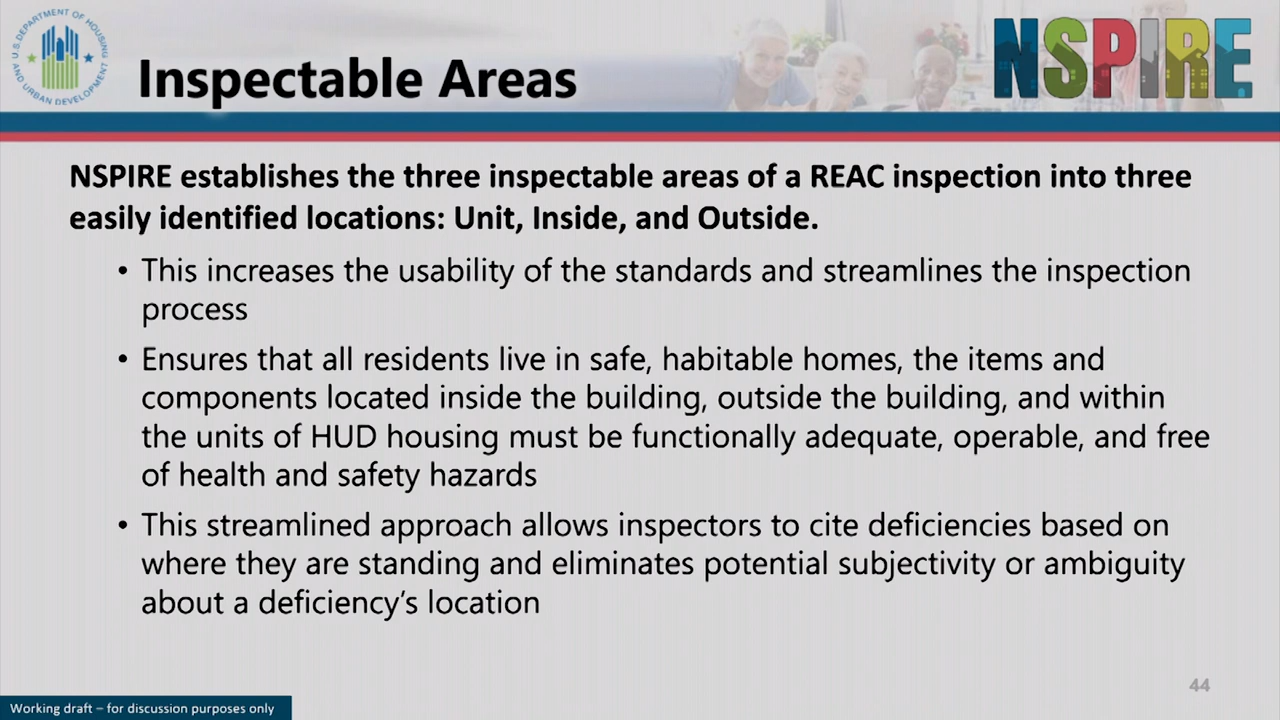 U.S. DEPARTMENT OF HOUSING
AND URBAN DEVELOPMENT
Inspectable Areas
NSPIRE
NSPIRE establishes the three inspectable areas of a REAC inspection into three
easily identified locations: Unit, Inside, and Outside.
• This increases the usability of the standards and streamlines the inspection
process
• Ensures that all residents live in safe, habitable homes, the items and
components located inside the building, outside the building, and within
the units of HUD housing must be functionally adequate, operable, and free
of health and safety hazards
• This streamlined approach allows inspectors to cite deficiencies based on
where they are standing and eliminates potential subjectivity or ambiguity
about a deficiency’s location
44
Working draft – for discussion purposes only